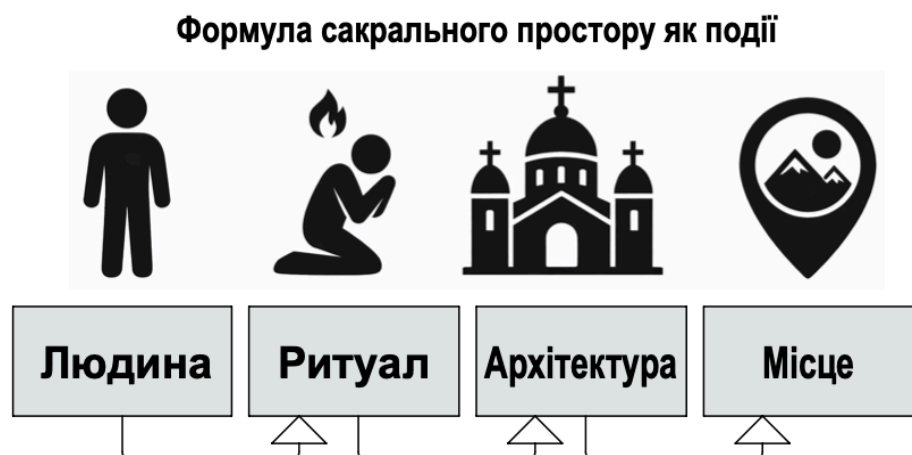 Формула сакрального простору як події
Людина
Ритуал
Архітектура
Місце